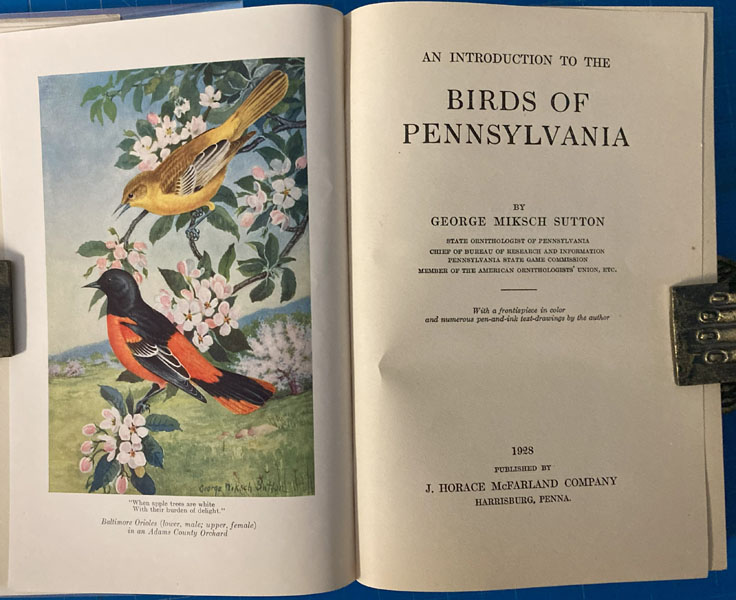 George Miksch Sutton
"When apple trees are white
With their burden of delight."
Baltimore Orioles (lower, male; upper, female)
in an Adams County Orchard
AN INTRODUCTION TO THE
BIRDS OF
PENNSYLVANIA
BY
GEORGE MIKSCH SUTTON
STATE ORNITHOLOGIST OF PENNSYLVANIA
CHIEF OF BUREAU OF RESEARCH AND INFORMATION
PENNSYLVANIA STATE GAME COMMISSION
MEMBER OF THE AMERICAN ORNITHOLOGISTS' UNION, ETC.
With a frontispiece in color
and numerous pen-and-ink text-drawings by the author
1928
PUBLISHED BY
J. HORACE McFARLAND COMPANY
HARRISBURG, PENNA.